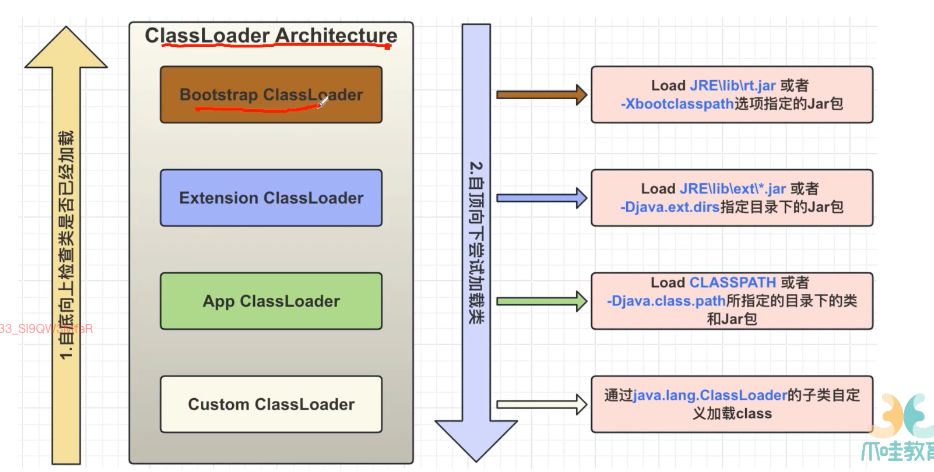 ClassLoader Architecture
Bootstrap ClassLoader
Extension ClassLoader
App ClassLoader
Custom ClassLoader
1.自底向上检查类是否已经加载
2.自顶向下尝试加载类
Load JRE\lib\rt.jar 或者
-Xbootclasspath选项指定的Jar包
Load JRE\lib\ext\*.jar 或者
-Djava.ext.dirs指定目录下的Jar包
Load CLASSPATH 或者
-Djava.class.path所指定的目录下的类
和Jar包
通过java.lang.ClassLoader的子类自定
义加载class
爪哇教育